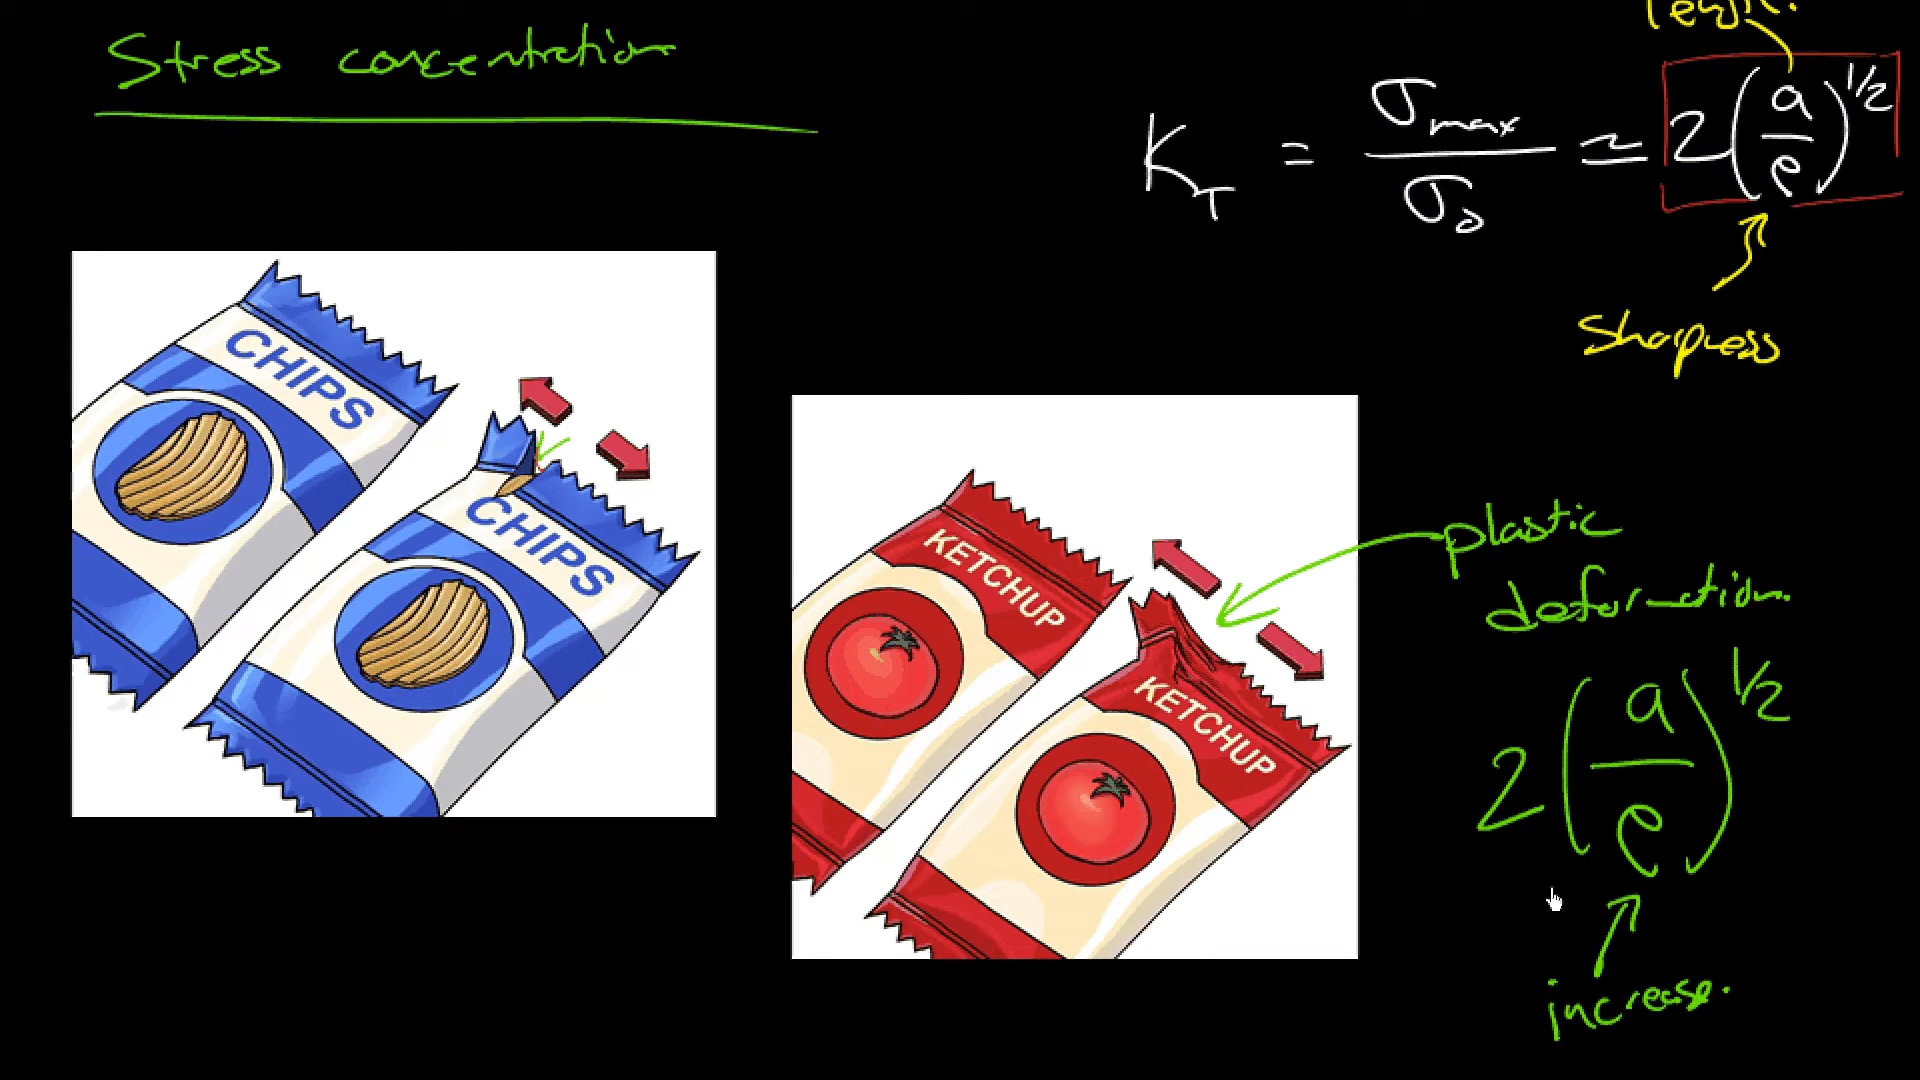 Stress concentration
K_T = σ_max / σ_0 ≃ 2(a/ρ)^1/2
Sharpness
CHIPS
CHIPS
KETCHUP
KETCHUP
plastic
deformation.
2(a/ρ)^1/2
increase.